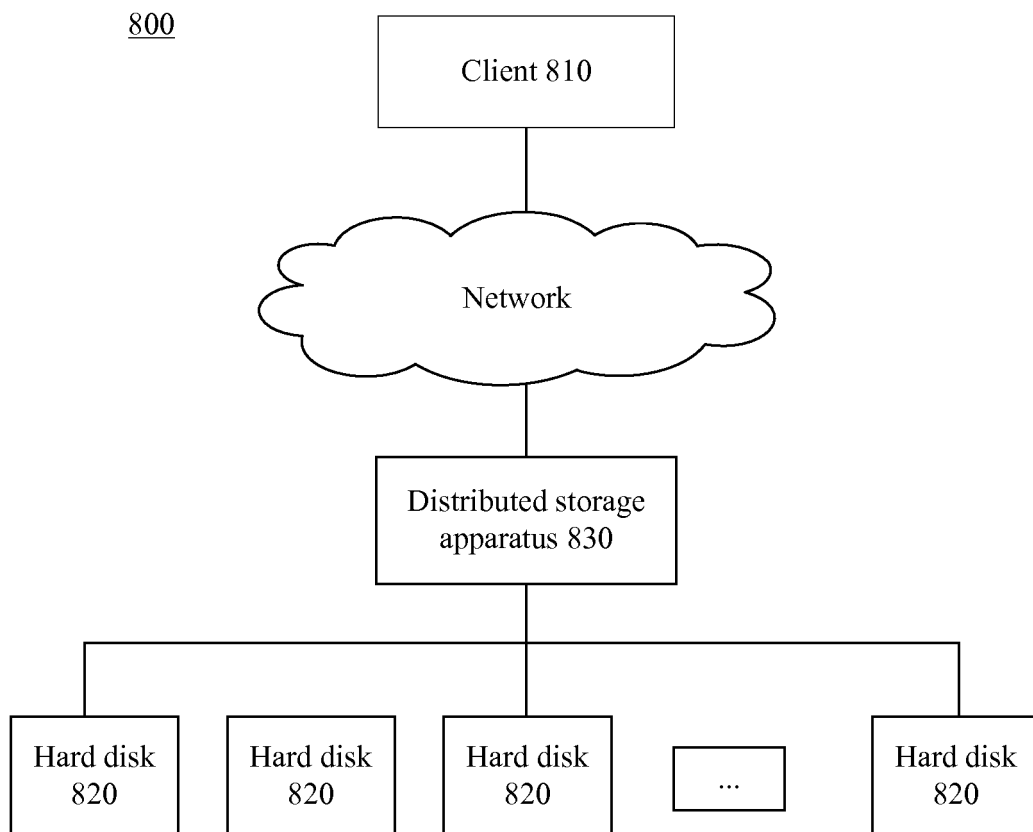 800
Client 810
Network
Distributed storage
apparatus 830
Hard disk
820
Hard disk
820
Hard disk
820
...
Hard disk
820